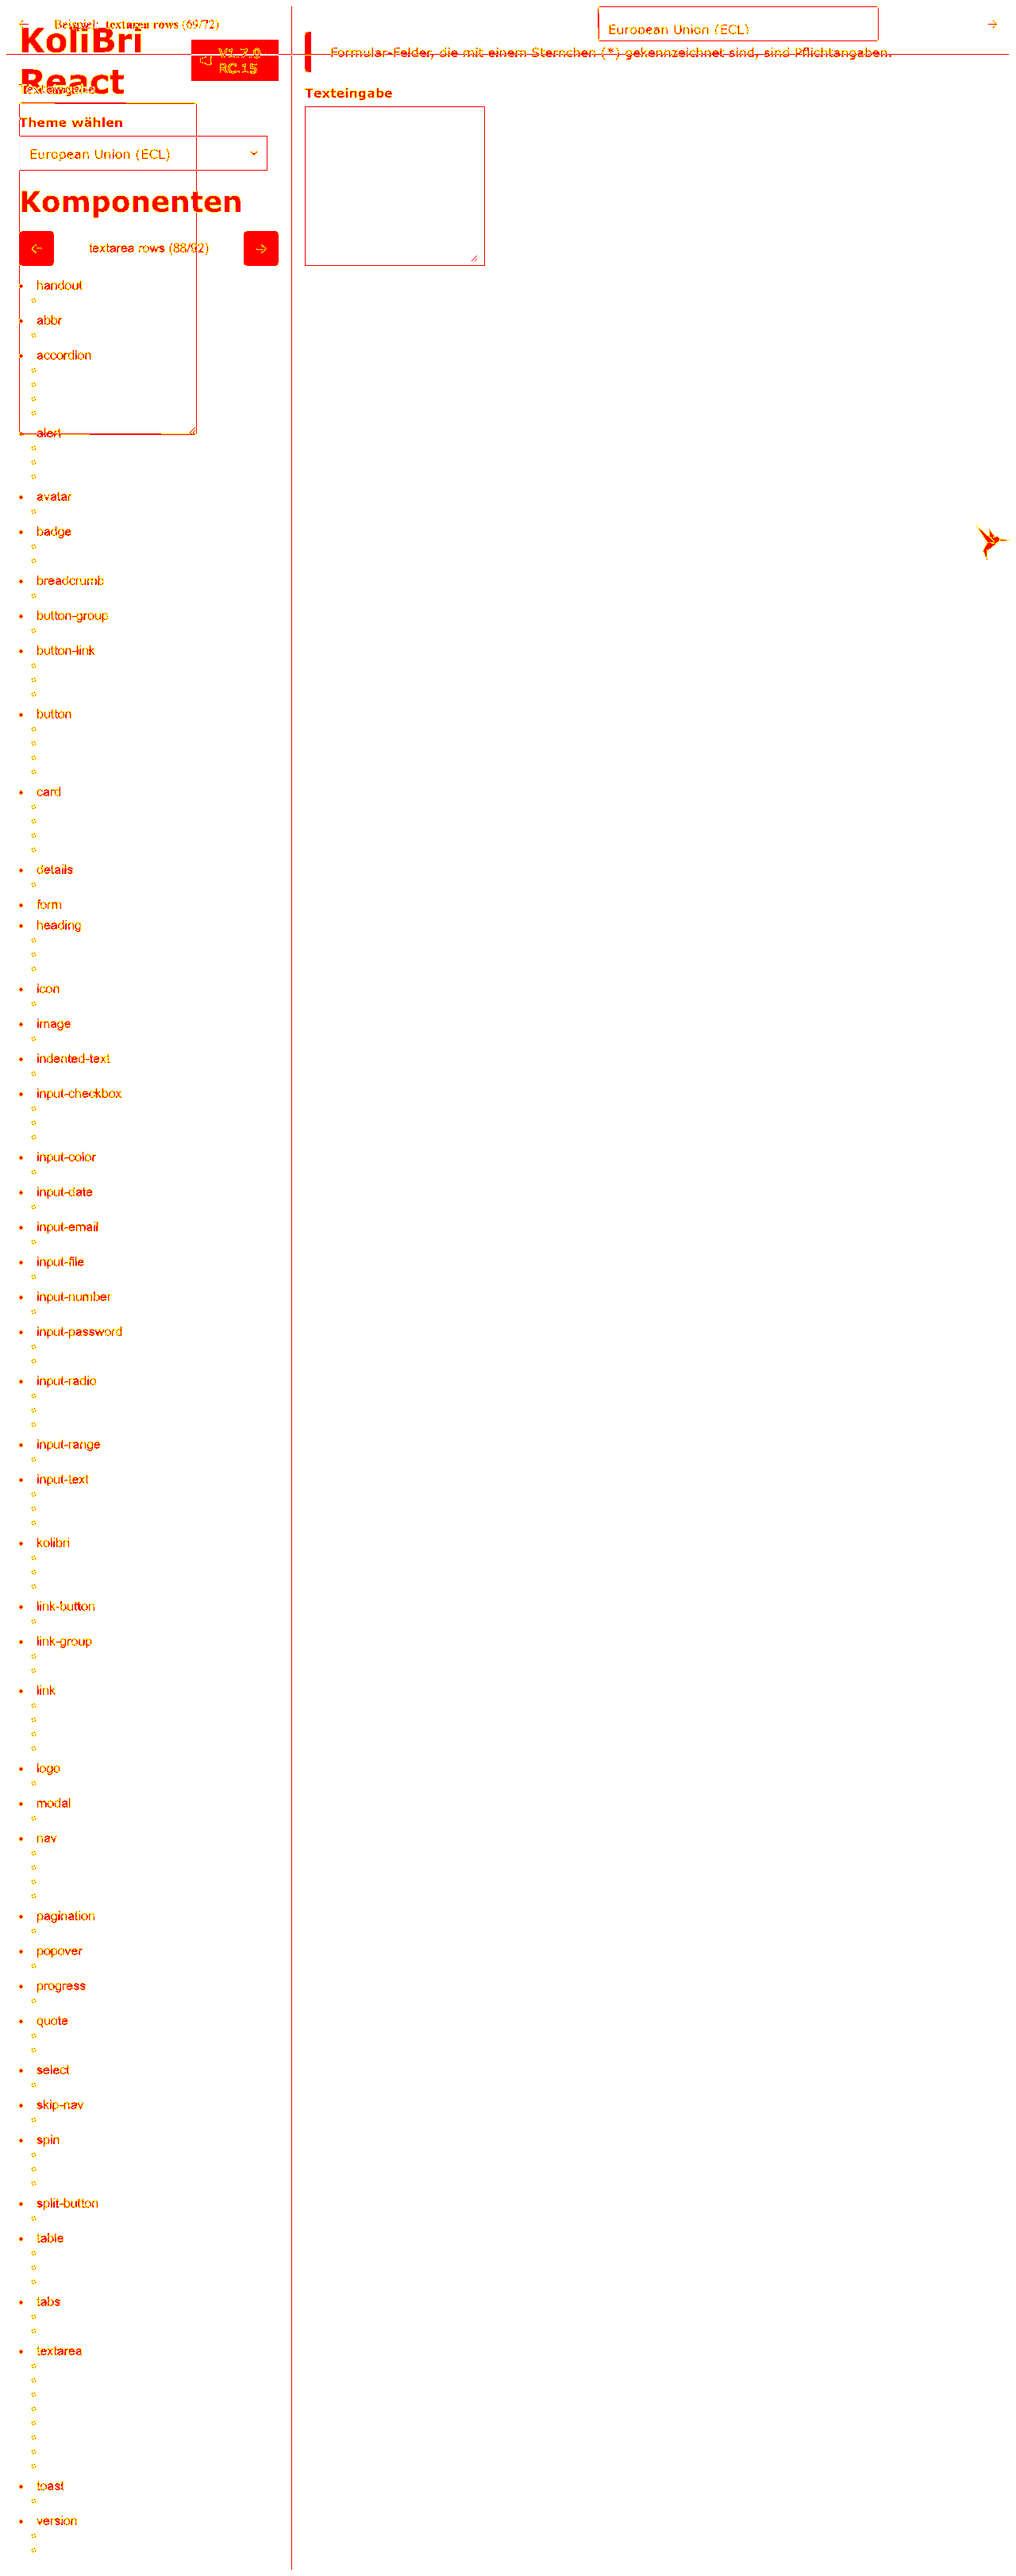 Beispiel: textarea rows (69/72)
European Union (ECL)
KoliBri
React
V1.7.0
RC.15
Formular-Felder, die mit einem Sternchen (*) gekennzeichnet sind, sind Pflichtangaben.
Texteingabe
Texteingabe
Theme wählen
European Union (ECL)
Komponenten
textarea rows (88/92)
handout
abbr
accordion
alert
avatar
badge
breadcrumb
button-group
button-link
button
card
details
form
heading
icon
image
indented-text
input-checkbox
input-color
input-date
input-email
input-file
input-number
input-password
input-radio
input-range
input-text
kolibri
link-button
link-group
link
logo
modal
nav
pagination
popover
progress
quote
select
skip-nav
spin
split-button
table
tabs
textarea
toast
version